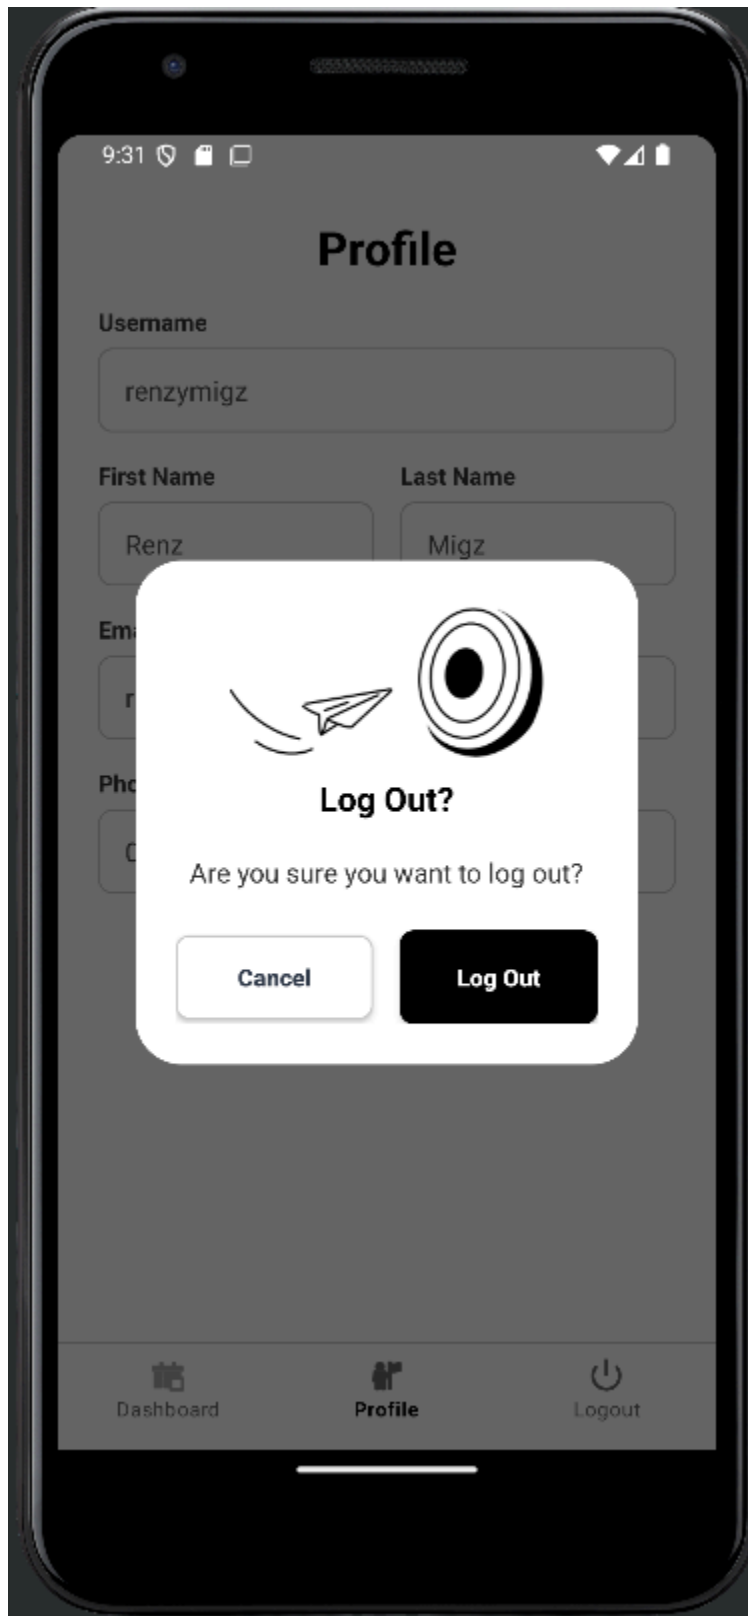 9:31
Profile
Username
renzymigz
First Name Last Name
Renz Migz
Log Out?
Are you sure you want to log out?
Cancel Log Out
Dashboard Profile Logout